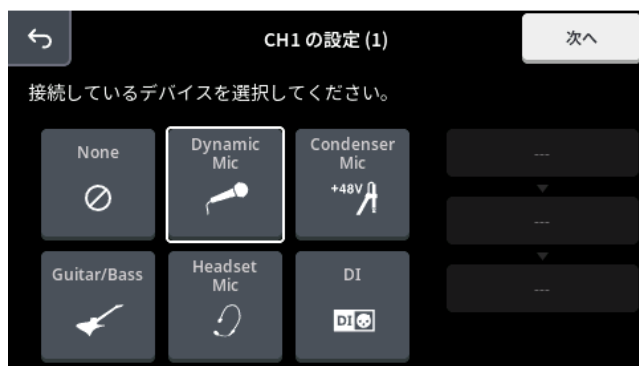 CH1 の設定 (1)
次へ
接続しているデバイスを選択してください。
None
Dynamic
Mic
Condenser
Mic
+48V
---
---
---
Guitar/Bass
Headset
Mic
DI
DI